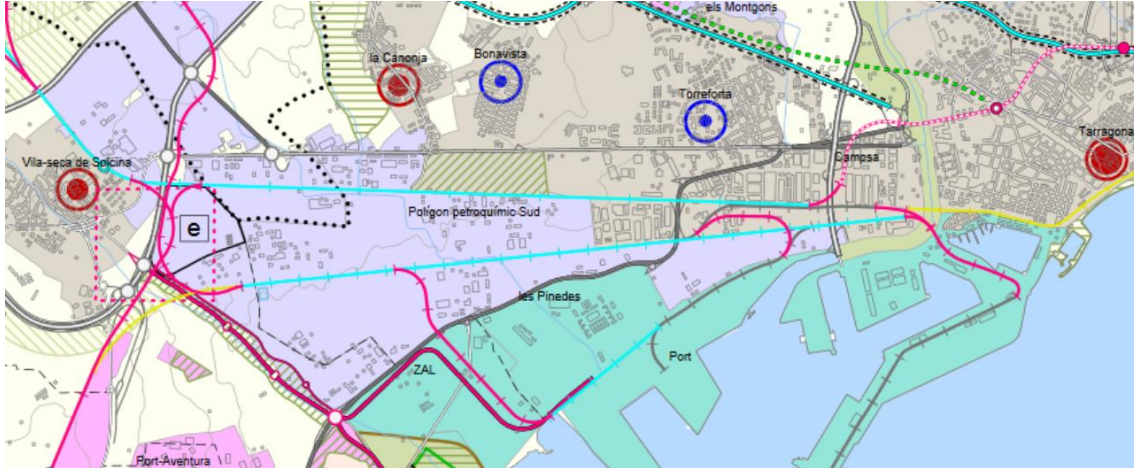 els Montgons
la Canonja
Bonavista
Torreforta
Tarragona
Campsa
Vila-seca de Solcina
Polígon petroquímic Sud
e
les Pinedes
Port
ZAL
Port-Aventura